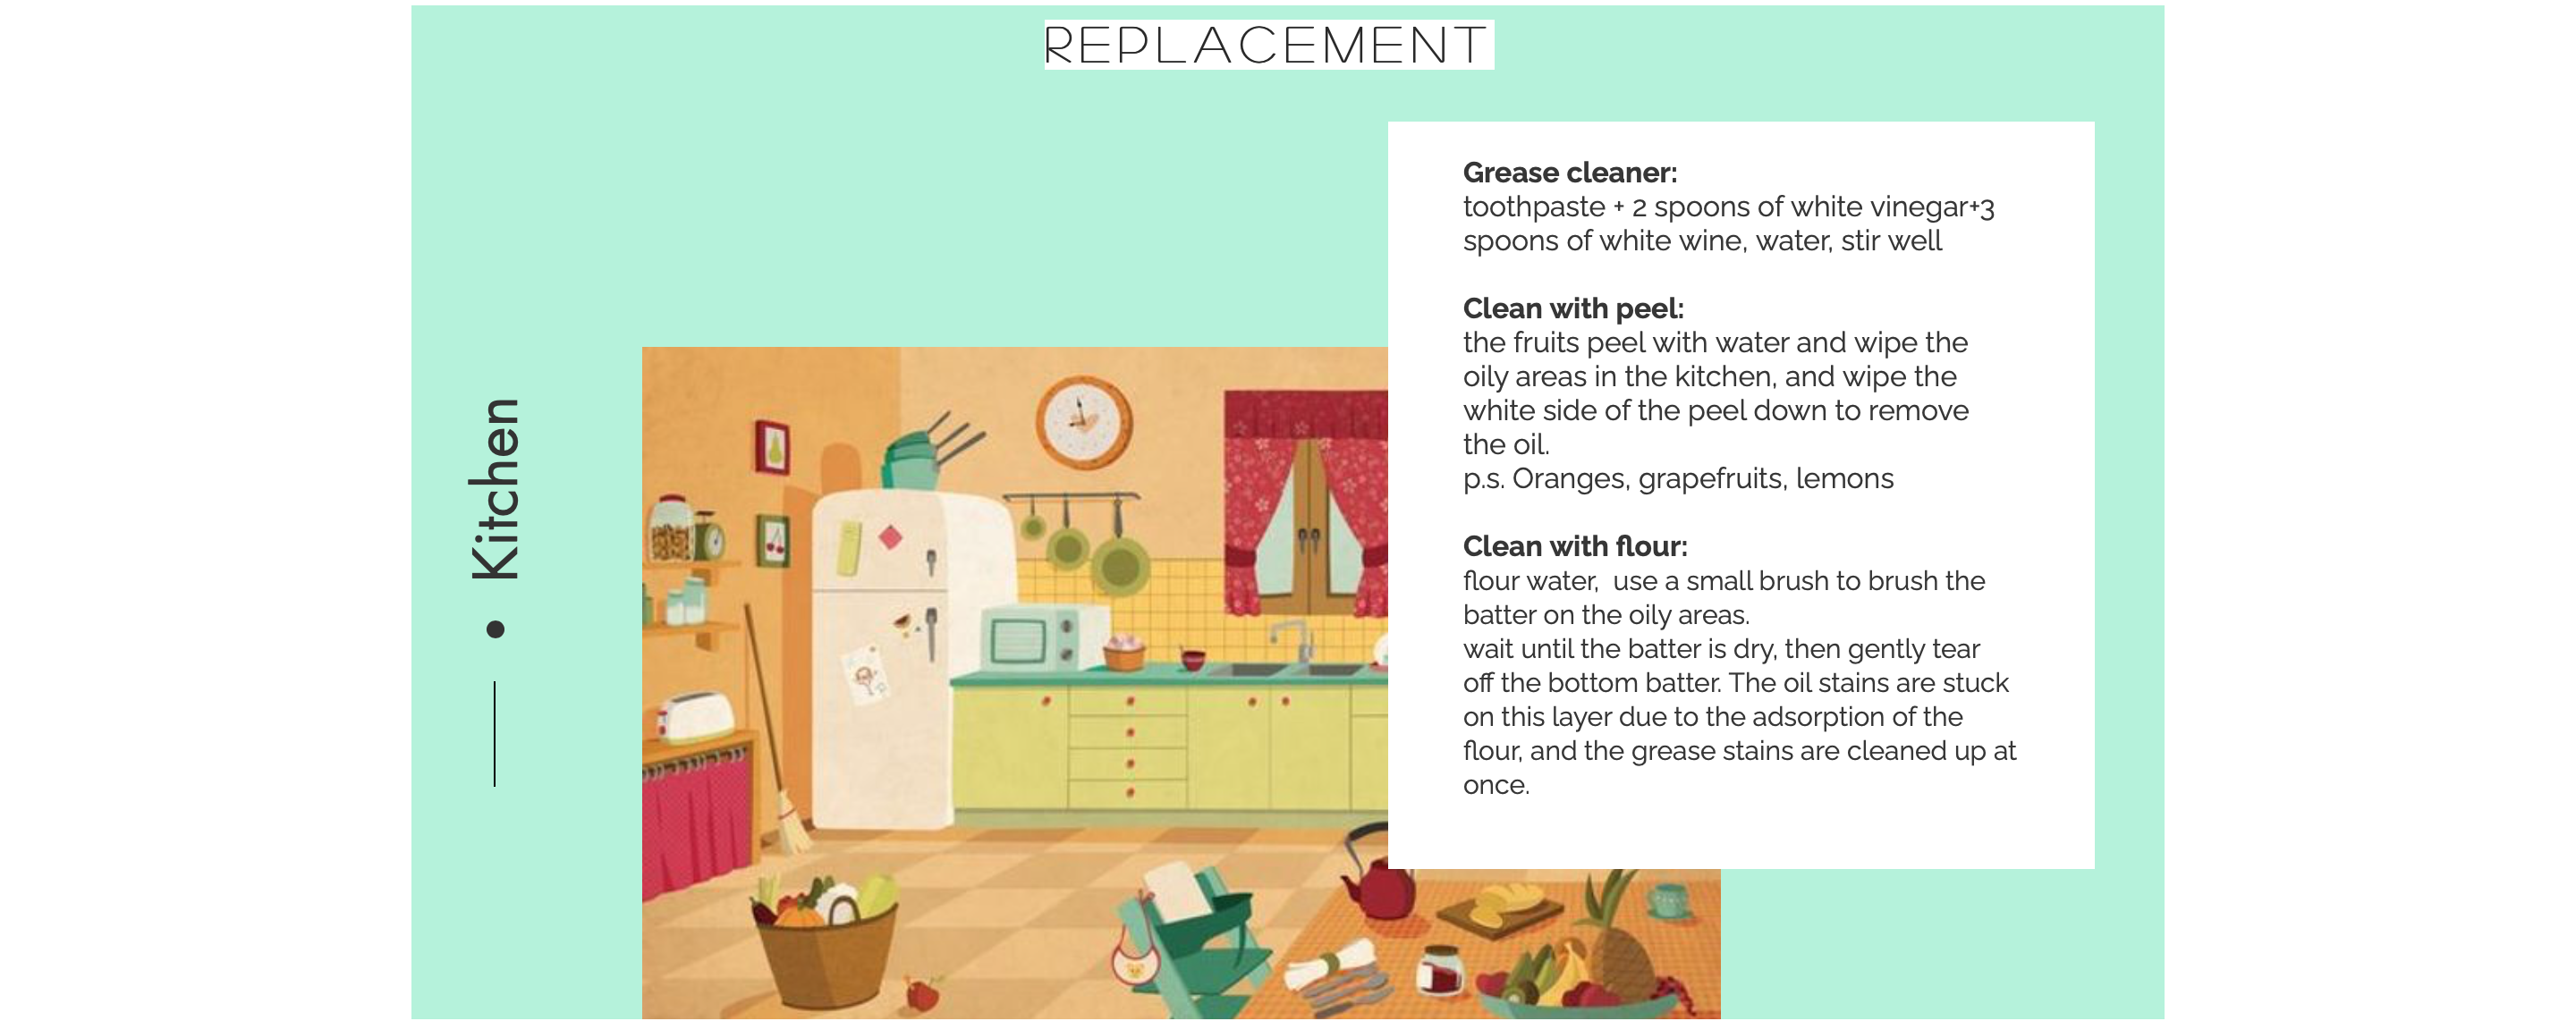 REPLACEMENT
Kitchen
Grease cleaner:
toothpaste + 2 spoons of white vinegar+3
spoons of white wine, water, stir well
Clean with peel:
the fruits peel with water and wipe the
oily areas in the kitchen, and wipe the
white side of the peel down to remove
the oil.
p.s. Oranges, grapefruits, lemons
Clean with flour:
flour water,  use a small brush to brush the
batter on the oily areas.
wait until the batter is dry, then gently tear
off the bottom batter. The oil stains are stuck
on this layer due to the adsorption of the
flour, and the grease stains are cleaned up at
once.